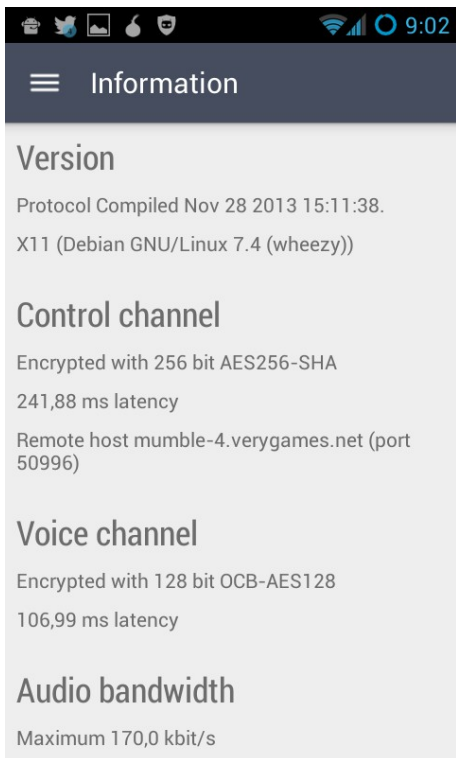 9:02
Information
Version
Protocol Compiled Nov 28 2013 15:11:38.
X11 (Debian GNU/Linux 7.4 (wheezy))
Control channel
Encrypted with 256 bit AES256-SHA
241,88 ms latency
Remote host mumble-4.verygames.net (port
50996)
Voice channel
Encrypted with 128 bit OCB-AES128
106,99 ms latency
Audio bandwidth
Maximum 170,0 kbit/s